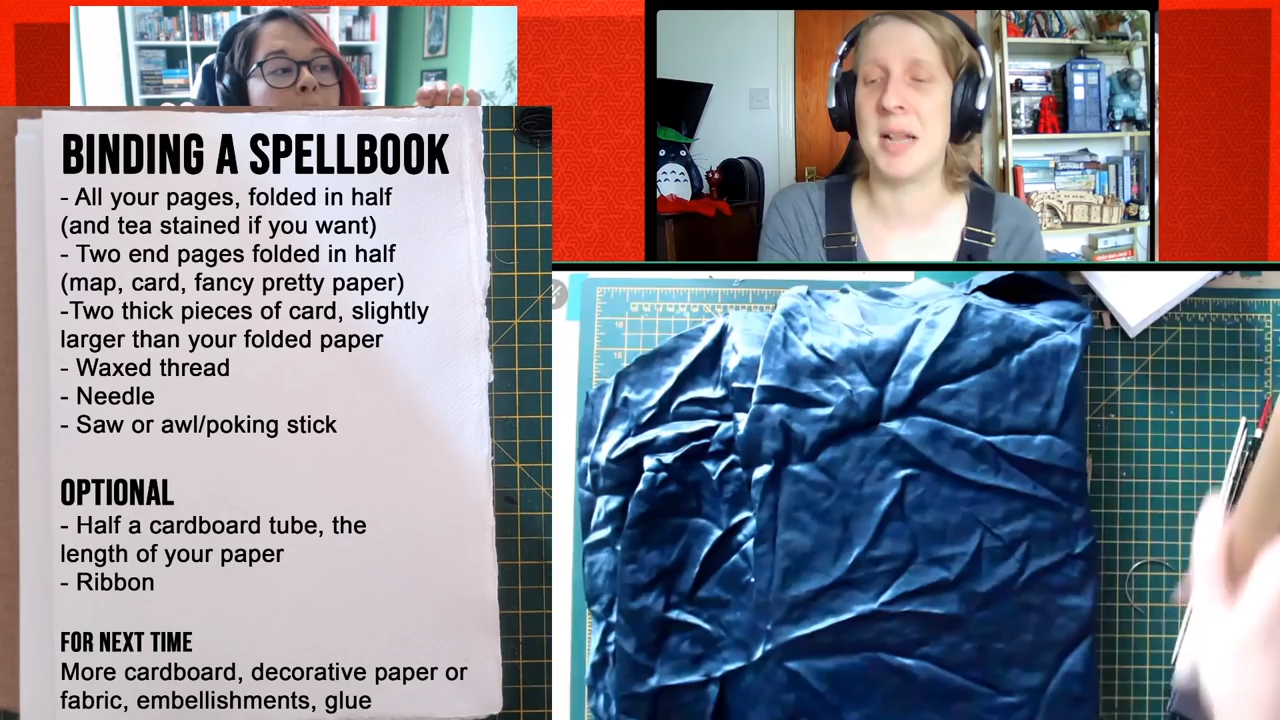 BINDING A SPELLBOOK
- All your pages, folded in half
(and tea stained if you want)
- Two end pages folded in half
(map, card, fancy pretty paper)
-Two thick pieces of card, slightly
larger than your folded paper
- Waxed thread
- Needle
- Saw or awl/poking stick
OPTIONAL
- Half a cardboard tube, the
length of your paper
- Ribbon
FOR NEXT TIME
More cardboard, decorative paper or
fabric, embellishments, glue